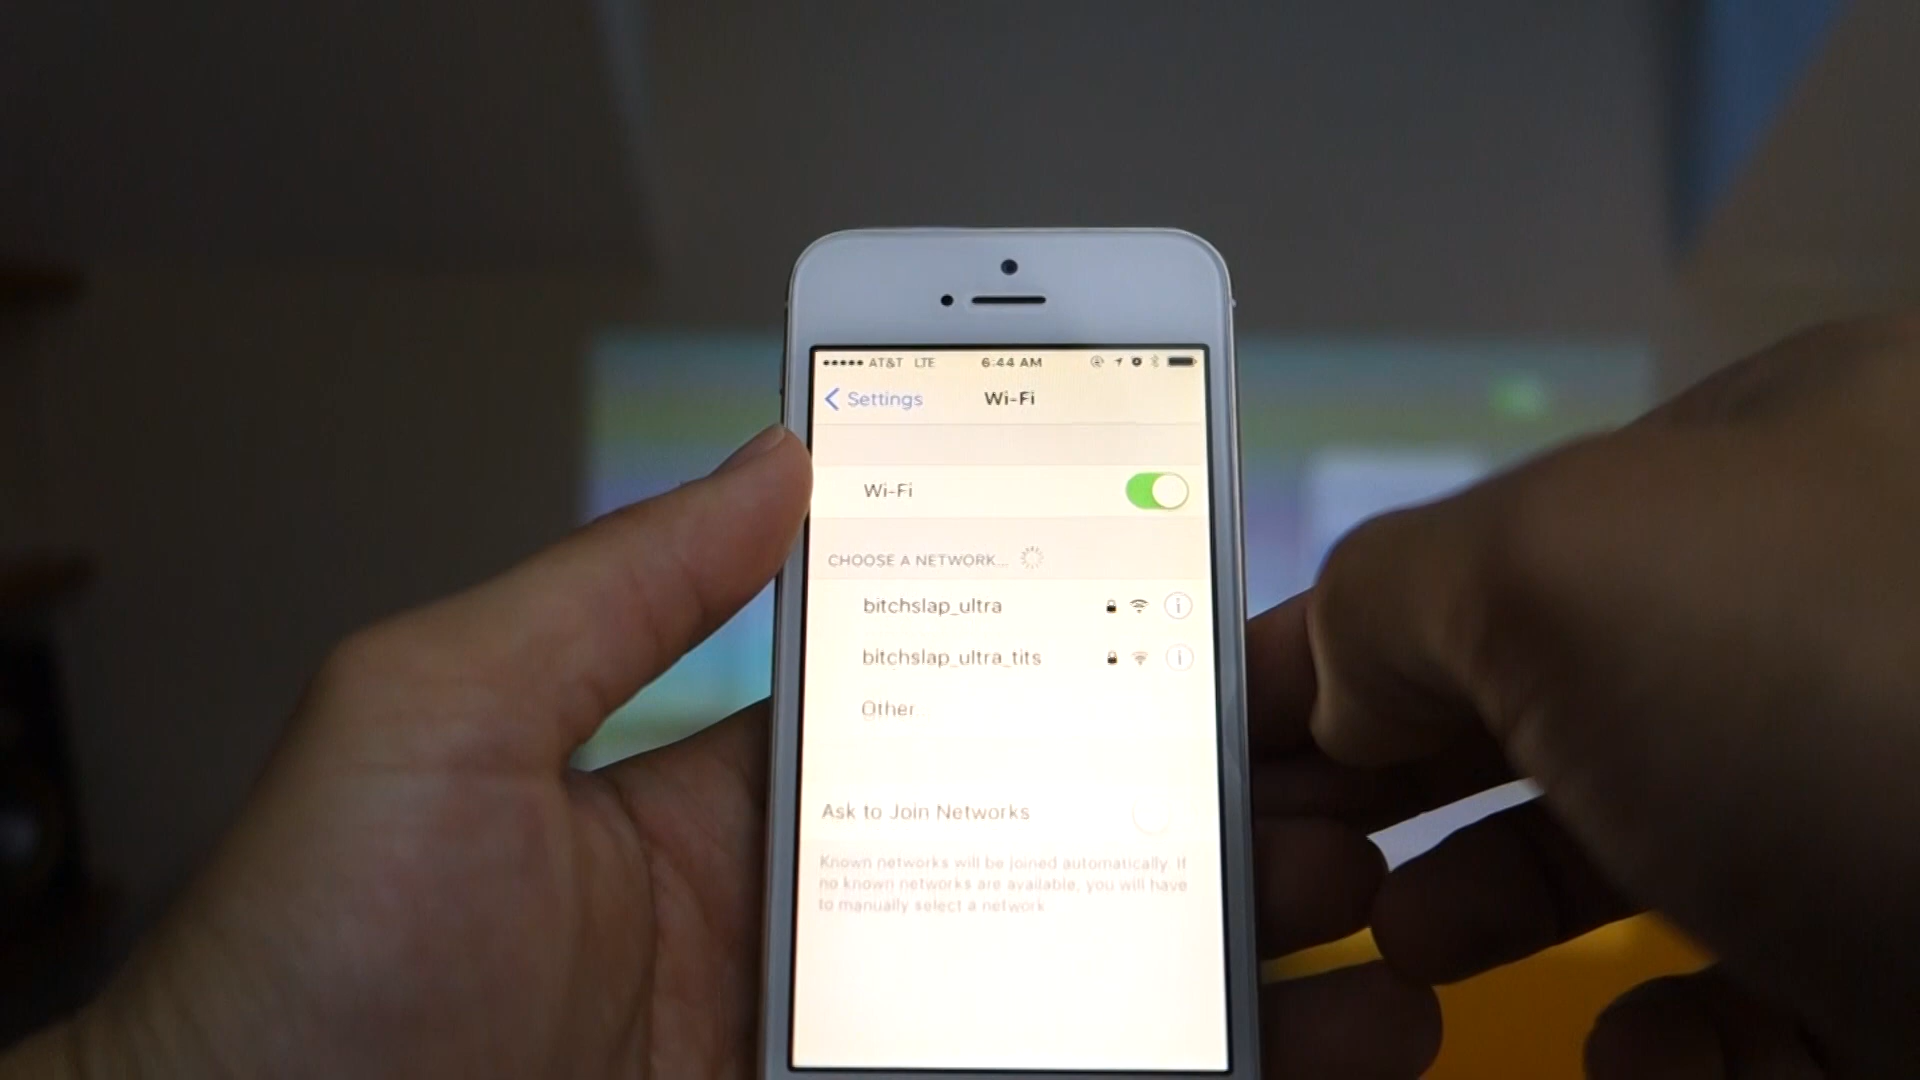 AT&T LTE 6:44 AM
Settings Wi-Fi
Wi-Fi
CHOOSE A NETWORK...
bitchslap_ultra
bitchslap_ultra_tits
Other...
Ask to Join Networks
Known networks will be joined automatically. If
no known networks are available, you will have
to manually select a network.